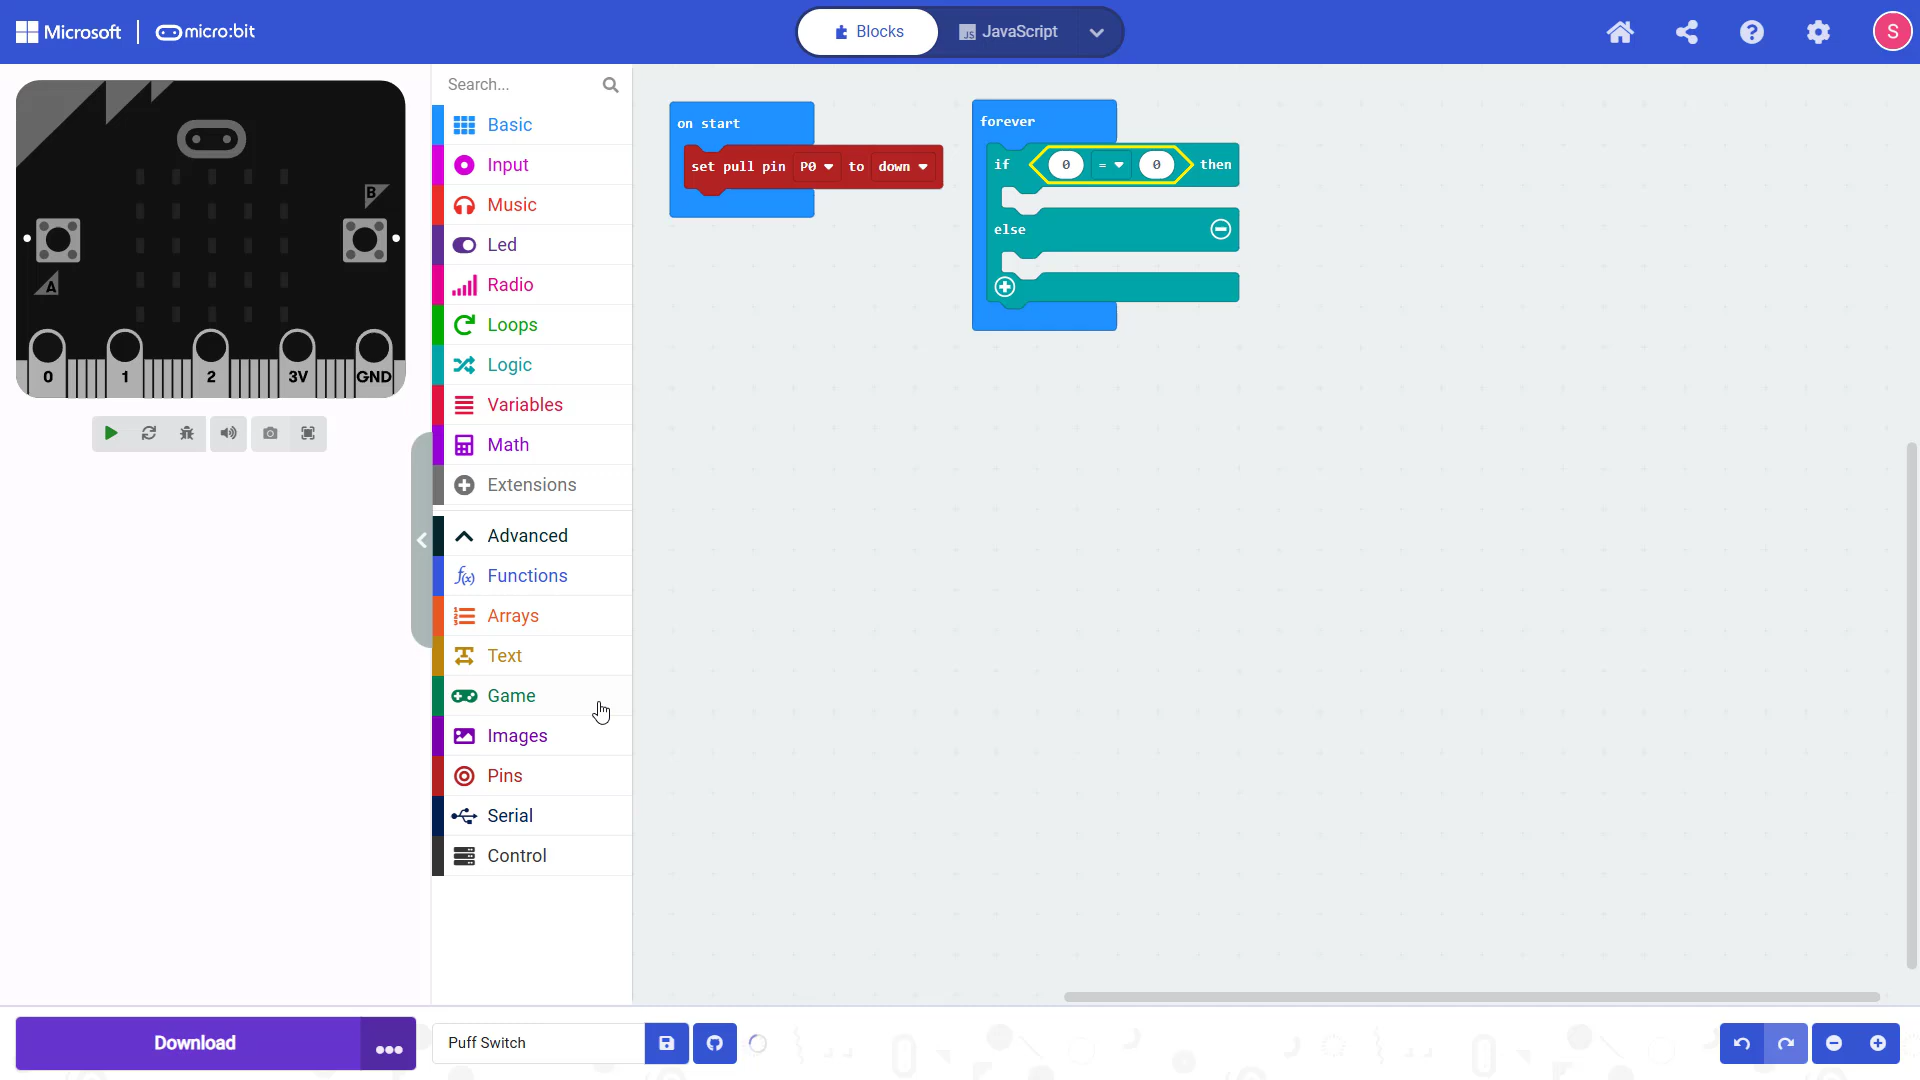 Microsoft micro:bit
Blocks
JS JavaScript
S
Search...
Basic
Input
Music
Led
Radio
Loops
Logic
Variables
Math
Extensions
Advanced
f(x) Functions
Arrays
Text
Game
Images
Pins
Serial
Control
B
A
0 1 2 3V GND
on start
set pull pin P0 to down
forever
if 0 = 0 then
else
Download
Puff Switch